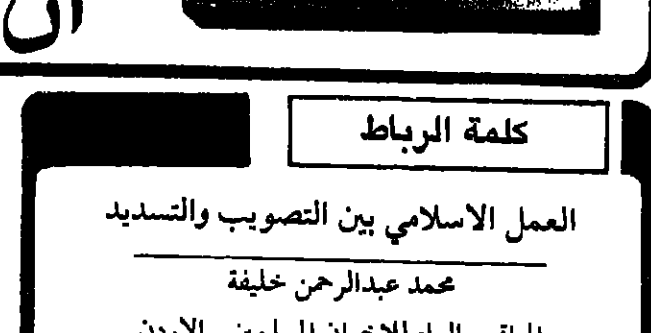 كلمة الرباط
العمل الاسلامي بين التصويب والتسديد
محمد عبدالرحمن خليفة